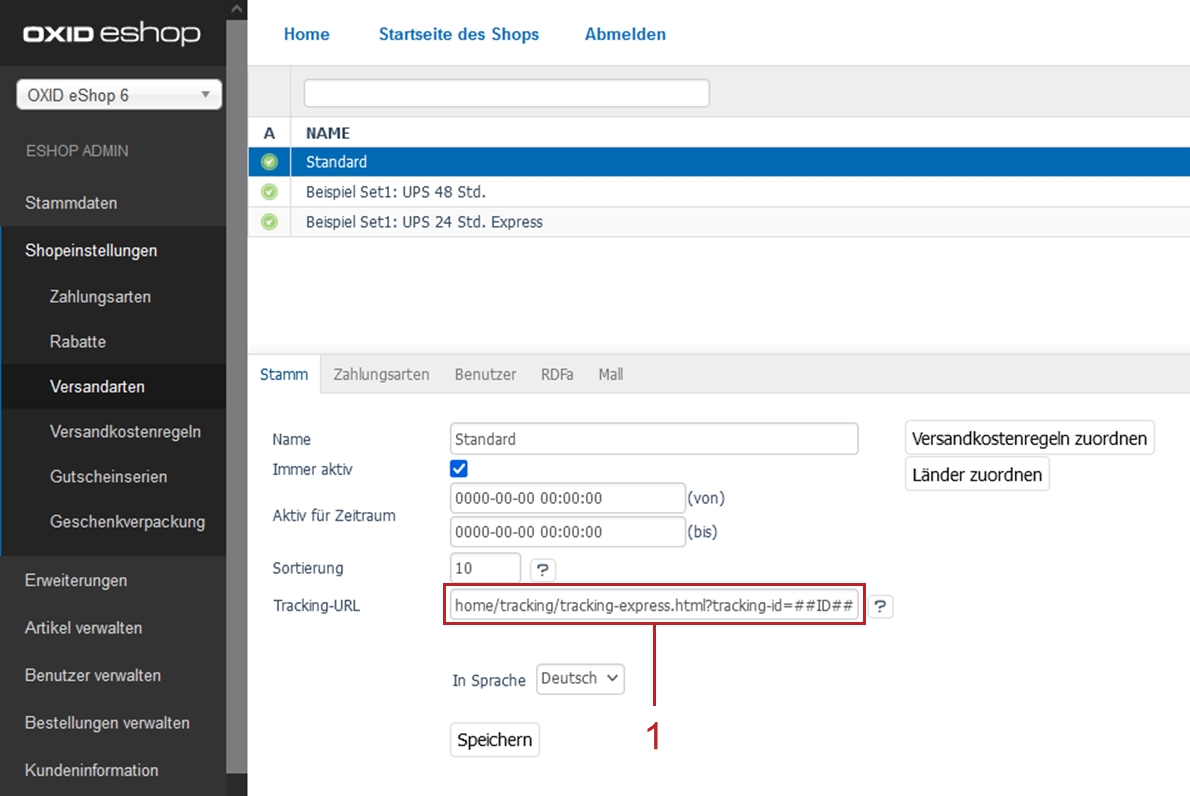 OXID eshop
OXID eShop 6
ESHOP ADMIN
Stammdaten
Shopeinstellungen
Zahlungsarten
Rabatte
Versandarten
Versandkostenregeln
Gutscheinserien
Geschenkverpackung
Erweiterungen
Artikel verwalten
Benutzer verwalten
Bestellungen verwalten
Kundeninformation
Home Startseite des Shops Abmelden
A NAME
Standard
Beispiel Set1: UPS 48 Std.
Beispiel Set1: UPS 24 Std. Express
Stamm Zahlungsarten Benutzer RDFa Mall
Name Standard
Immer aktiv
Aktiv für Zeitraum
0000-00-00 00:00:00 (von)
0000-00-00 00:00:00 (bis)
Sortierung 10 ?
Tracking-URL home/tracking/tracking-express.html?tracking-id=##ID## ?
In Sprache Deutsch
Speichern
1
Versandkostenregeln zuordnen
Länder zuordnen